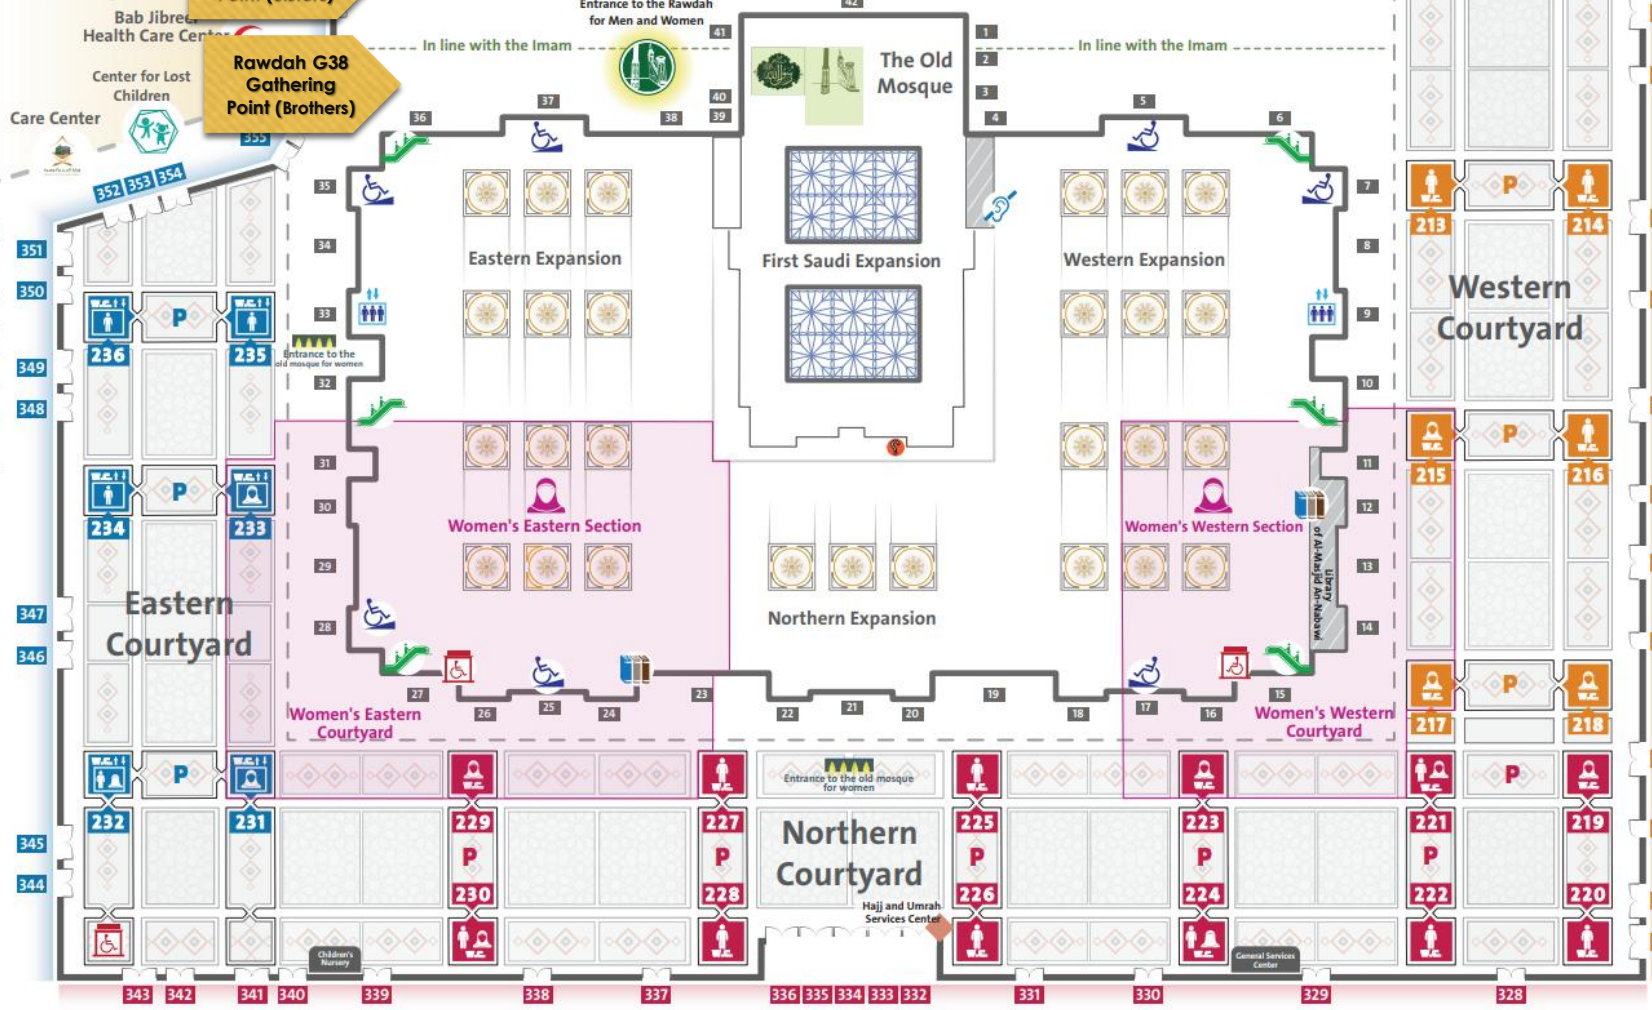 Entrance to the Rawdah
for Men and Women
42
Bab Jibreel
Health Care Center
Center for Lost
Children
Care Center
Rawdah G38
Gathering
Point (Brothers)
In line with the Imam
In line with the Imam
The Old
Mosque
41
40
39
38
37
36
1
2
3
4
5
6
355
352 353 354
351
350
349
348
347
346
345
344
35
34
33
32
31
30
29
28
27
26
25
24
23
22
21
20
19
18
17
16
15
14
13
12
11
10
9
8
7
Eastern Expansion
First Saudi Expansion
Western Expansion
Northern Expansion
Entrance to the
old mosque for women
Women's Eastern Section
Women's Western Section
Library
of Al-Masjid An-Nabawi
Women's Eastern
Courtyard
Women's Western
Courtyard
Eastern
Courtyard
Western
Courtyard
Northern
Courtyard
Entrance to the old mosque
for women
Hajj and Umrah
Services Center
Children's
Nursery
General Services
Center
W.C P W.C
236 235
W.C P W.C
234 233
W.C P W.C
232 231
W.C
229
P
230
W.C
W.C
227
P
228
W.C
W.C
225
P
226
W.C
W.C
223
P
224
W.C
W.C P W.C
221 219
P
222 220
W.C W.C
W.C P W.C
213 214
W.C P W.C
215 216
W.C P W.C
217 218
343 342 341 340 339 338 337 336 335 334 333 332 331 330 329 328